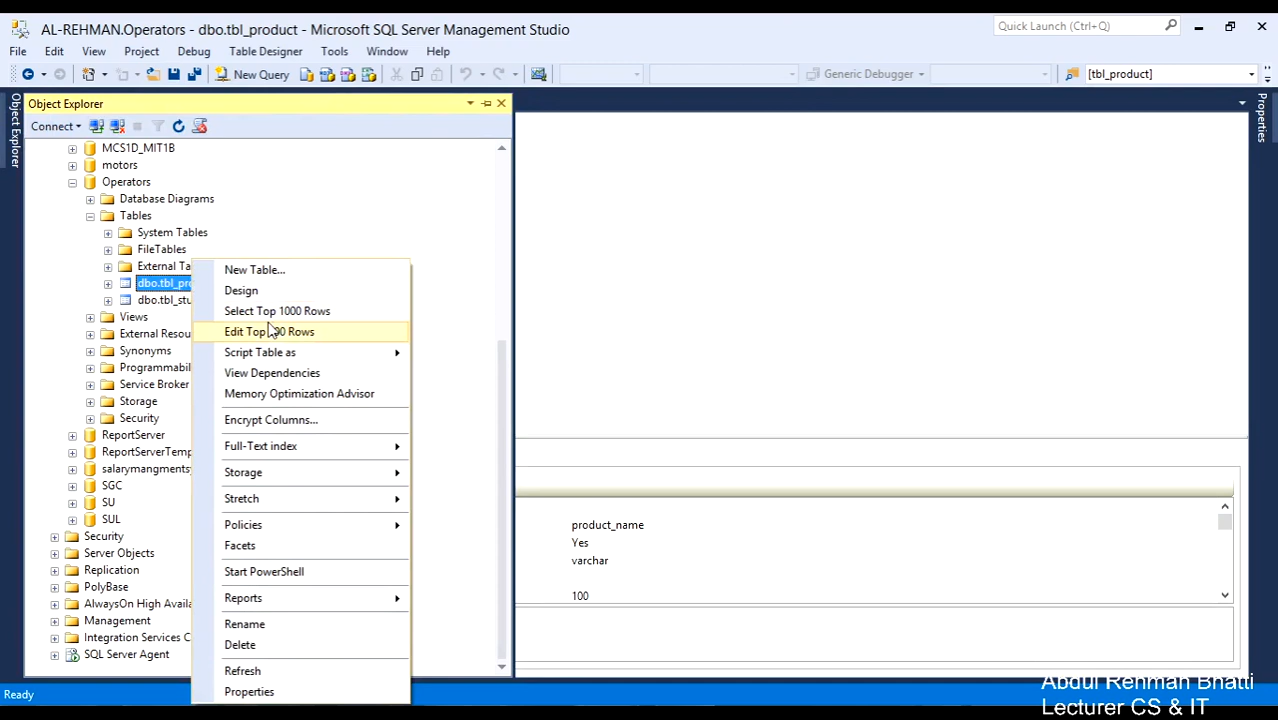 AL-REHMAN.Operators - dbo.tbl_product - Microsoft SQL Server Management Studio
Quick Launch (Ctrl+Q)
File Edit View Project Debug Table Designer Tools Window Help
New Query
Generic Debugger
[tbl_product]
Object Explorer
Object Explorer
Properties
Connect
MCS1D_MIT1B
motors
Operators
Database Diagrams
Tables
System Tables
FileTables
External Ta
dbo.tbl_pro
dbo.tbl_stu
Views
External Resou
Synonyms
Programmabil
Service Broker
Storage
Security
ReportServer
ReportServerTemp
salarymangments
SGC
SU
SUL
Security
Server Objects
Replication
PolyBase
AlwaysOn High Availa
Management
Integration Services C
SQL Server Agent
New Table...
Design
Select Top 1000 Rows
Edit Top 00 Rows
Script Table as
View Dependencies
Memory Optimization Advisor
Encrypt Columns...
Full-Text index
Storage
Stretch
Policies
Facets
Start PowerShell
Reports
Rename
Delete
Refresh
Properties
product_name
Yes
varchar
100
Ready
Abdul Rehman Bhatti
Lecturer CS & IT